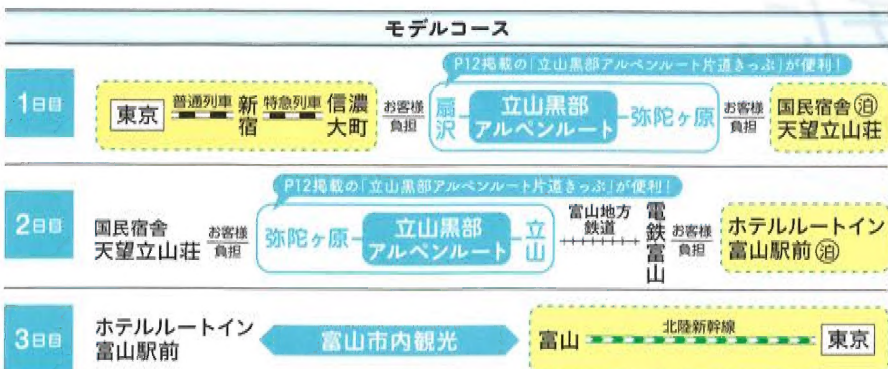 モデルコース
P12掲載の「立山黒部アルペンルート片道きっぷ」が便利!
1日目
東京
普通列車
新宿
特急列車
信濃大町
お客様負担
扇沢
立山黒部
アルペンルート
弥陀ヶ原
お客様負担
国民宿舎 泊
天望立山荘
P12掲載の「立山黒部アルペンルート片道きっぷ」が便利!
2日目
国民宿舎
天望立山荘
お客様負担
弥陀ヶ原
立山黒部
アルペンルート
立山
富山地方
鉄道
電鉄富山
お客様負担
ホテルルートイン
富山駅前 泊
3日目
ホテルルートイン
富山駅前
富山市内観光
富山
北陸新幹線
東京